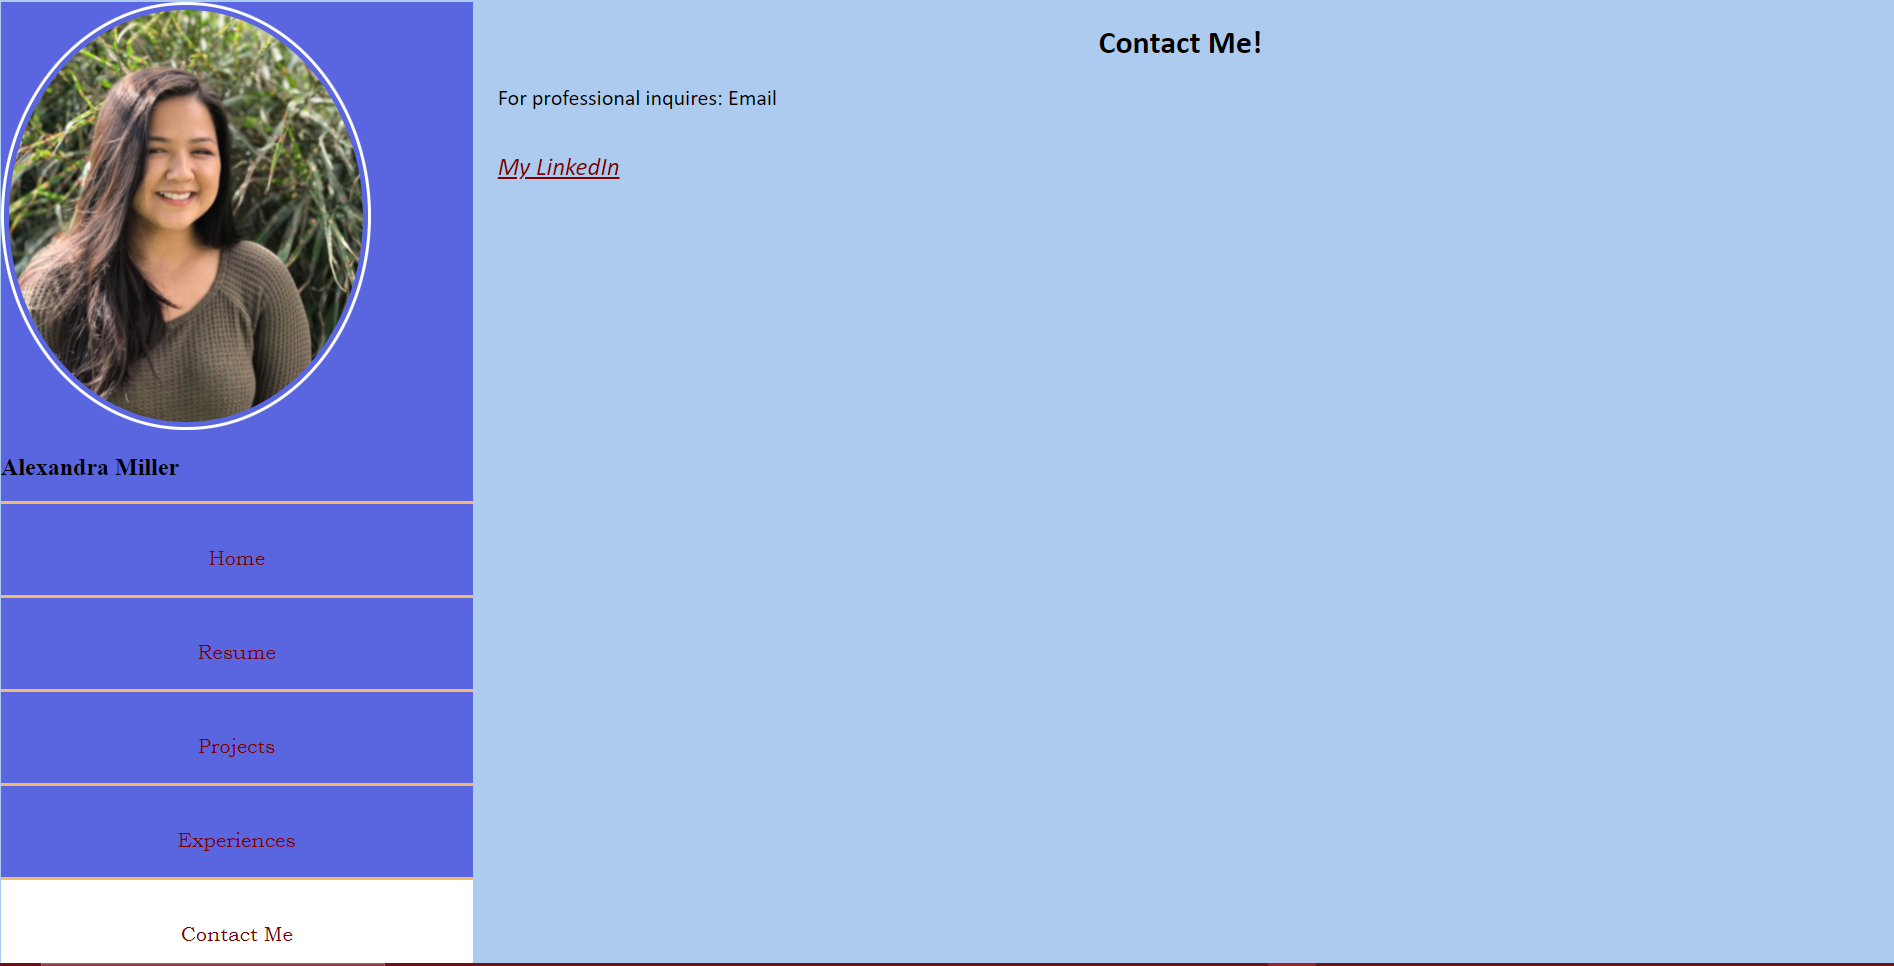 Alexandra Miller
Home
Resume
Projects
Experiences
Contact Me
Contact Me!
For professional inquires: Email
My LinkedIn